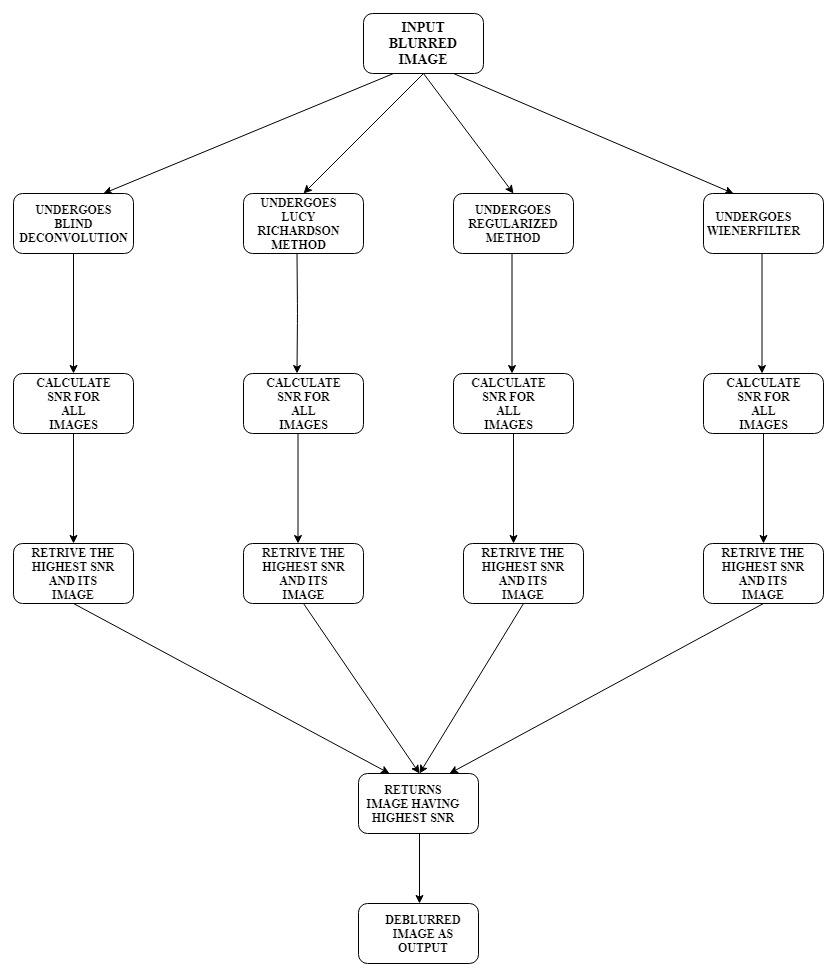 INPUT
BLURRED
IMAGE
UNDERGOES
BLIND
DECONVOLUTION
UNDERGOES
LUCY
RICHARDSON
METHOD
UNDERGOES
REGULARIZED
METHOD
UNDERGOES
WIENERFILTER
CALCULATE
SNR FOR
ALL
IMAGES
CALCULATE
SNR FOR
ALL
IMAGES
CALCULATE
SNR FOR
ALL
IMAGES
CALCULATE
SNR FOR
ALL
IMAGES
RETRIVE THE
HIGHEST SNR
AND ITS
IMAGE
RETRIVE THE
HIGHEST SNR
AND ITS
IMAGE
RETRIVE THE
HIGHEST SNR
AND ITS
IMAGE
RETRIVE THE
HIGHEST SNR
AND ITS
IMAGE
RETURNS
IMAGE HAVING
HIGHEST SNR
DEBLURRED
IMAGE AS
OUTPUT